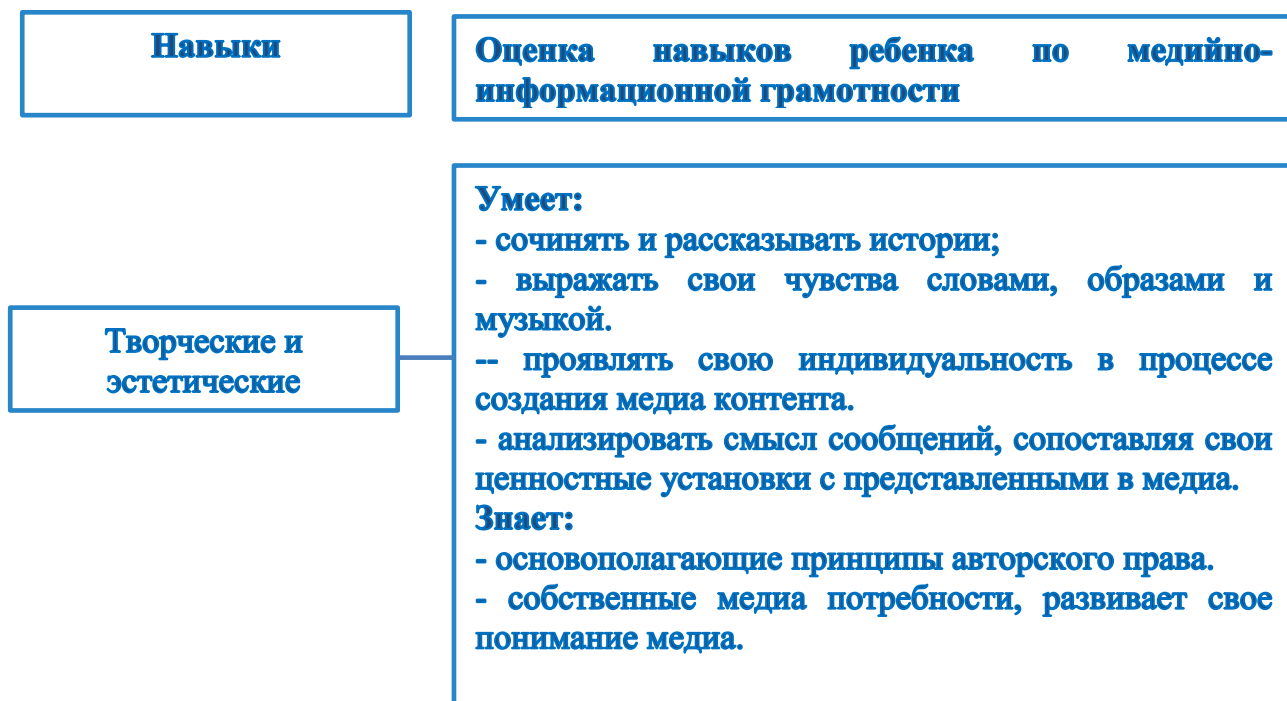 Навыки
Оценка навыков ребенка по медийно-
информационной грамотности
Творческие и
эстетические
Умеет:
- сочинять и рассказывать истории;
- выражать свои чувства словами, образами и
музыкой.
-- проявлять свою индивидуальность в процессе
создания медиа контента.
- анализировать смысл сообщений, сопоставляя свои
ценностные установки с представленными в медиа.
Знает:
- основополагающие принципы авторского права.
- собственные медиа потребности, развивает свое
понимание медиа.